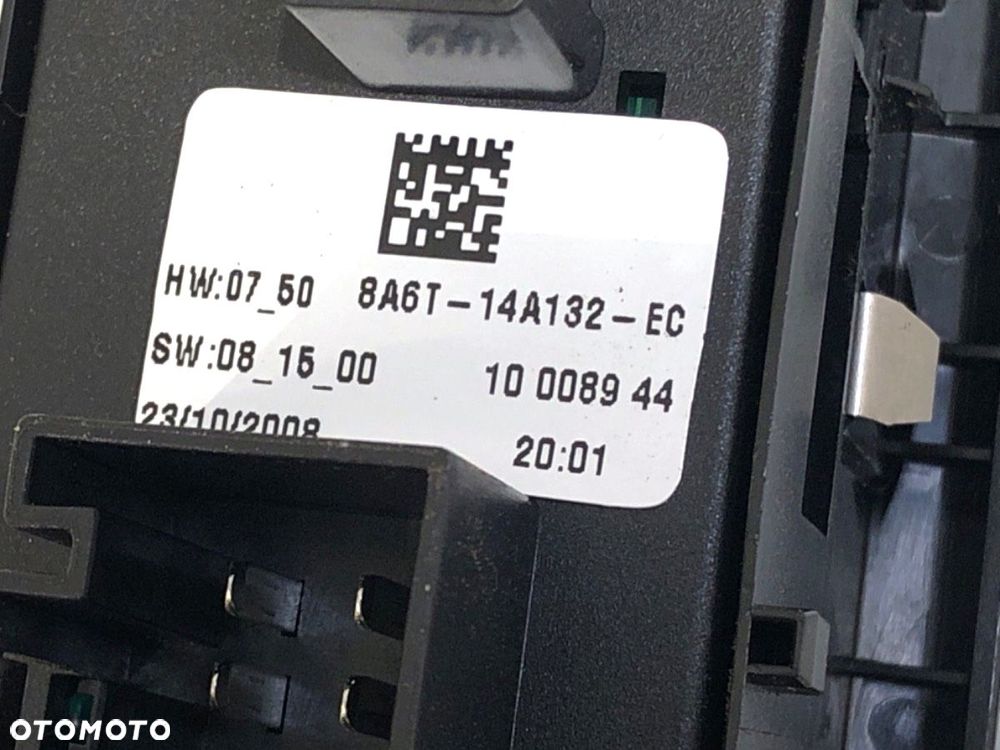 HW:07_50 8A6T-14A132-EC
SW:08_15_00 10 0089 44
23/10/2008 20:01
OTOMOTO